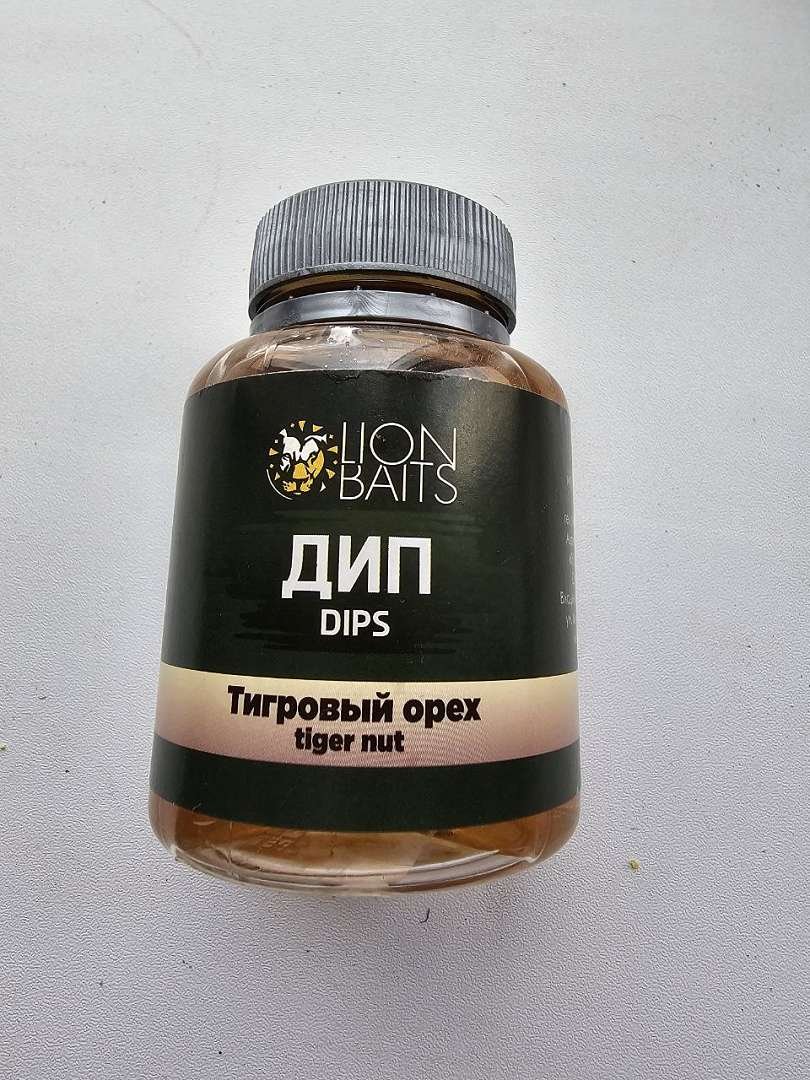 LION
BAITS
ДИП
DIPS
Тигровый орех
tiger nut